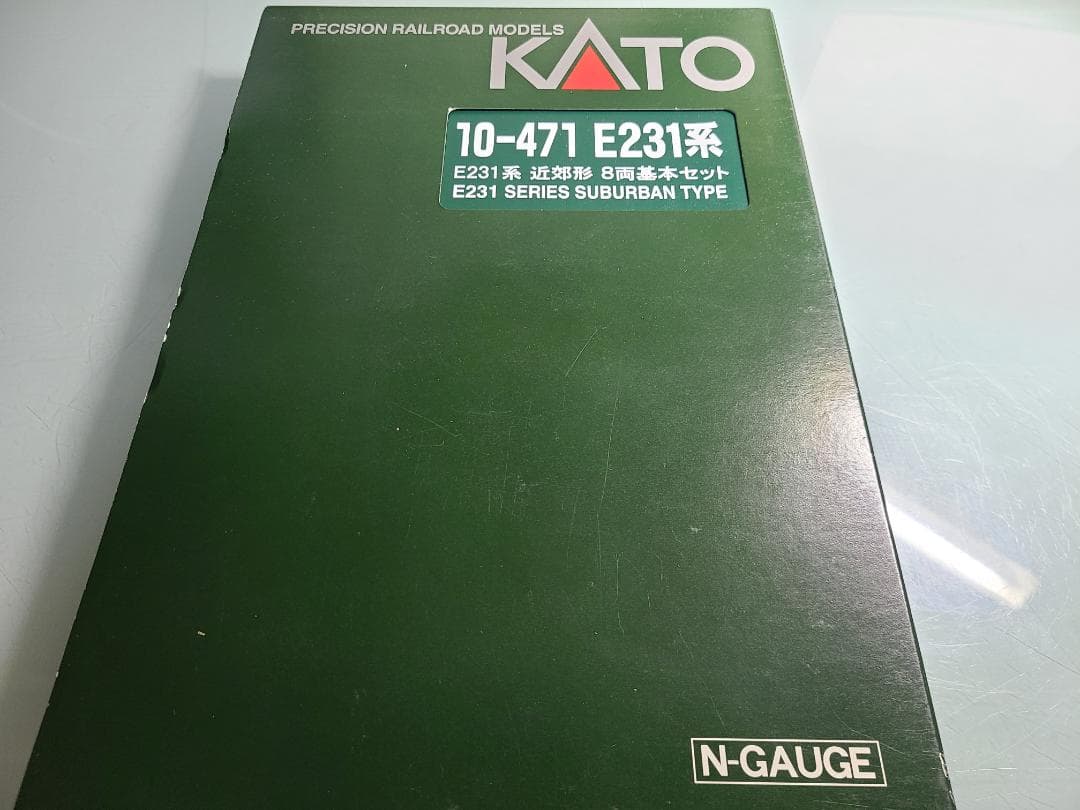 PRECISION RAILROAD MODELS
KATO
10-471 E231系
E231系 近郊形 8両基本セット
E231 SERIES SUBURBAN TYPE
N-GAUGE